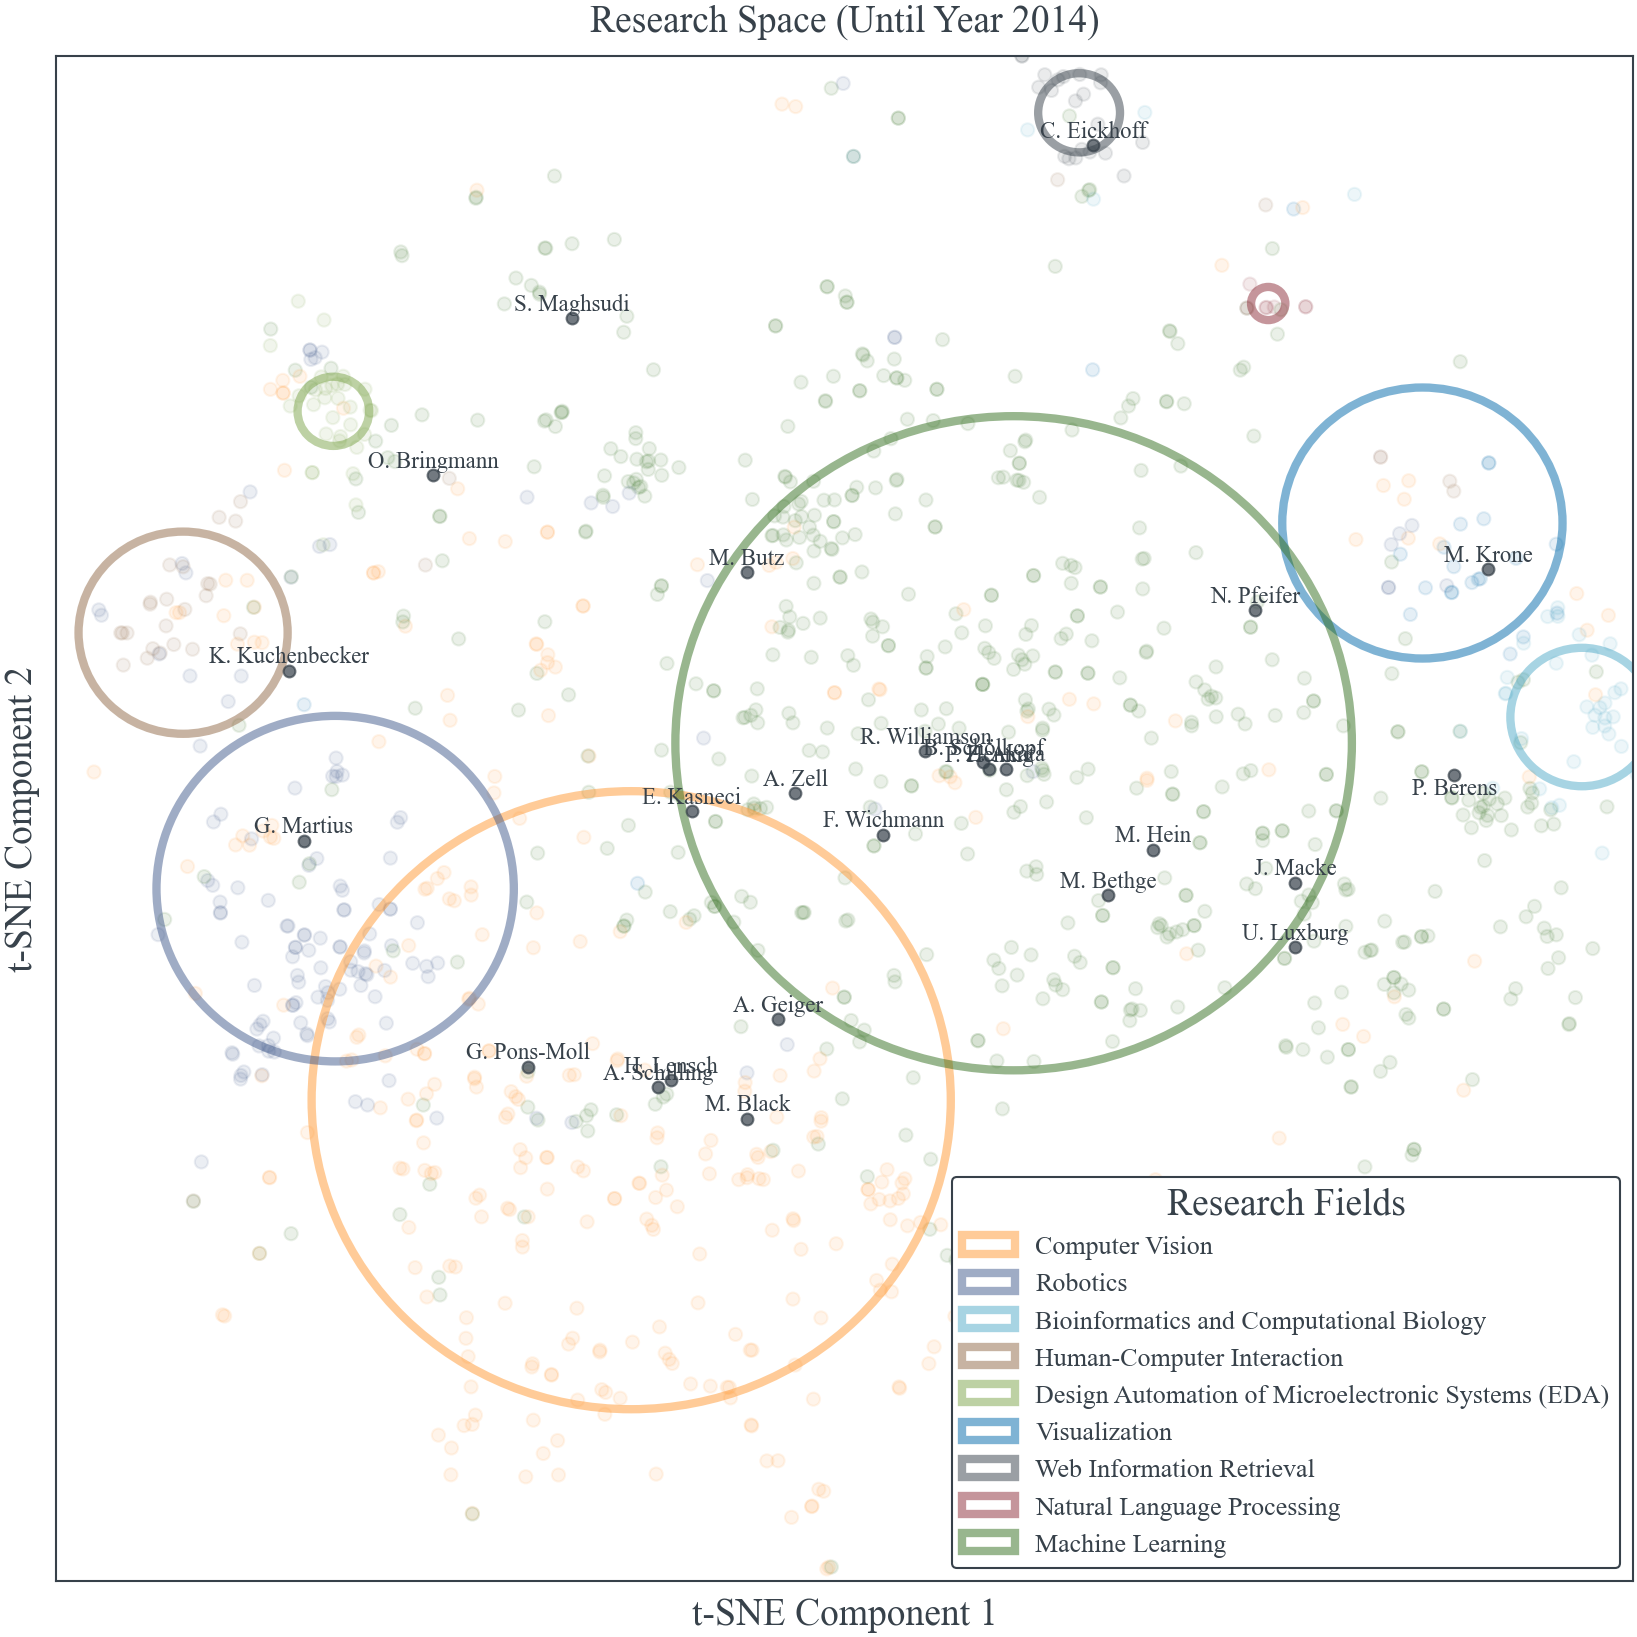 Research Space (Until Year 2014)
C. Eickhoff
S. Maghsudi
O. Bringmann
M. Butz
M. Krone
N. Pfeifer
K. Kuchenbecker
R. Williamson
B. Schölkopf
A. Zell
P. Berens
E. Kasneci
G. Martius
F. Wichmann
M. Hein
J. Macke
M. Bethge
U. Luxburg
A. Geiger
G. Pons-Moll
H. Lensch
A. Schilling
M. Black
t-SNE Component 2
t-SNE Component 1
Research Fields
Computer Vision
Robotics
Bioinformatics and Computational Biology
Human-Computer Interaction
Design Automation of Microelectronic Systems (EDA)
Visualization
Web Information Retrieval
Natural Language Processing
Machine Learning